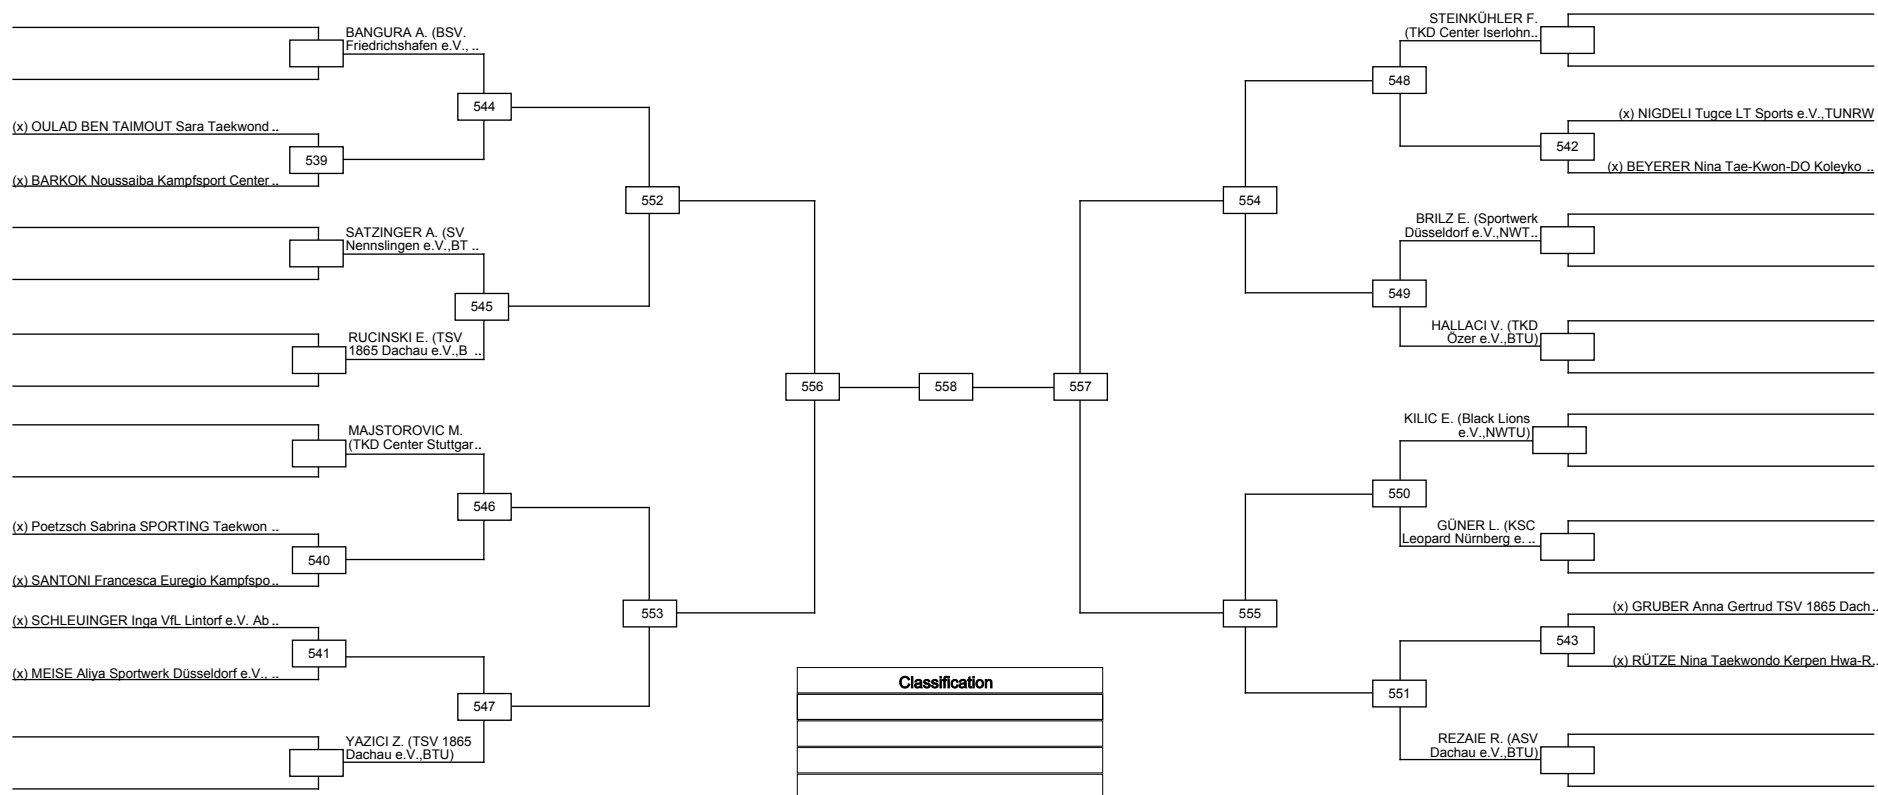 BANGURA A. (BSV.
Friedrichshafen e.V., ..
544
(x) OULAD BEN TAIMOUT Sara Taekwond ..
539
(x) BARKOK Noussaiba Kampfsport Center ..
552
SATZINGER A. (SV
Nennslingen e.V.,BT ..
545
RUCINSKI E. (TSV
1865 Dachau e.V.,B ..
556
MAJSTOROVIC M.
(TKD Center Stuttgar..
546
(x) Poetzsch Sabrina SPORTING Taekwon ..
540
(x) SANTONI Francesca Euregio Kampfspo ..
553
(x) SCHLEUINGER Inga VfL Lintorf e.V. Ab ..
541
(x) MEISE Aliya Sportwerk Düsseldorf e.V., ..
547
YAZICI Z. (TSV 1865
Dachau e.V.,BTU)
558
Classification
STEINKÜHLER F.
(TKD Center Iserlohn..
548
(x) NIGDELI Tugce LT Sports e.V.,TUNRW
542
(x) BEYERER Nina Tae-Kwon-DO Koleyko ..
554
BRILZ E. (Sportwerk
Düsseldorf e.V.,NWT..
549
HALLACI V. (TKD
Özer e.V.,BTU)
557
KILIC E. (Black Lions
e.V.,NWTU)
550
GÜNER L. (KSC
Leopard Nürnberg e. ..
555
(x) GRUBER Anna Gertrud TSV 1865 Dach..
543
(x) RÜTZE Nina Taekwondo Kerpen Hwa-R..
551
REZAIE R. (ASV
Dachau e.V.,BTU)